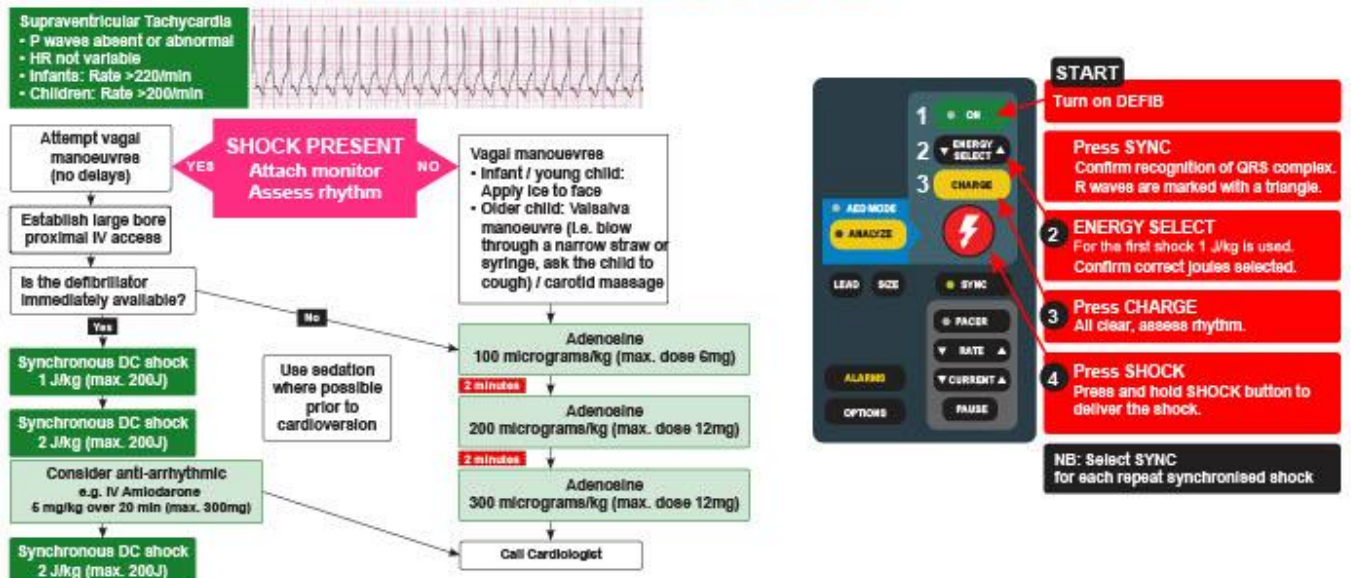 Supraventricular Tachycardia
• P waves absent or abnormal
• HR not variable
• Infants: Rate >220/min
• Children: Rate >200/min
Attempt vagal
manoeuvres
(no delays)
YES
SHOCK PRESENT
Attach monitor
Assess rhythm
NO
Establish large bore
proximal IV access
Is the defibrillator
immediately available?
Yes
No
Synchronous DC shock
1 J/kg (max. 200J)
Synchronous DC shock
2 J/kg (max. 200J)
Consider anti-arrhythmic
e.g. IV Amiodarone
5 mg/kg over 20 min (max. 300mg)
Synchronous DC shock
2 J/kg (max. 200J)
Use sedation
where possible
prior to
cardioversion
Vagal manouevres
• Infant / young child:
Apply ice to face
• Older child: Valsalva
manoeuvre (i.e. blow
through a narrow straw or
syringe, ask the child to
cough) / carotid massage
Adenosine
100 micrograms/kg (max. dose 6mg)
2 minutes
Adenosine
200 micrograms/kg (max. dose 12mg)
2 minutes
Adenosine
300 micrograms/kg (max. dose 12mg)
Call Cardiologist
1
ON
2
▼ ENERGY ▲
SELECT
3
CHARGE
AED MODE
ANALYZE
LEAD
SIZE
SYNC
PACER
▼ RATE ▲
▼ CURRENT ▲
PAUSE
ALARMS
OPTIONS
START
Turn on DEFIB
Press SYNC
Confirm recognition of QRS complex.
R waves are marked with a triangle.
2
ENERGY SELECT
For the first shock 1 J/kg is used.
Confirm correct joules selected.
3
Press CHARGE
All clear, assess rhythm.
4
Press SHOCK
Press and hold SHOCK button to
deliver the shock.
NB: Select SYNC
for each repeat synchronised shock